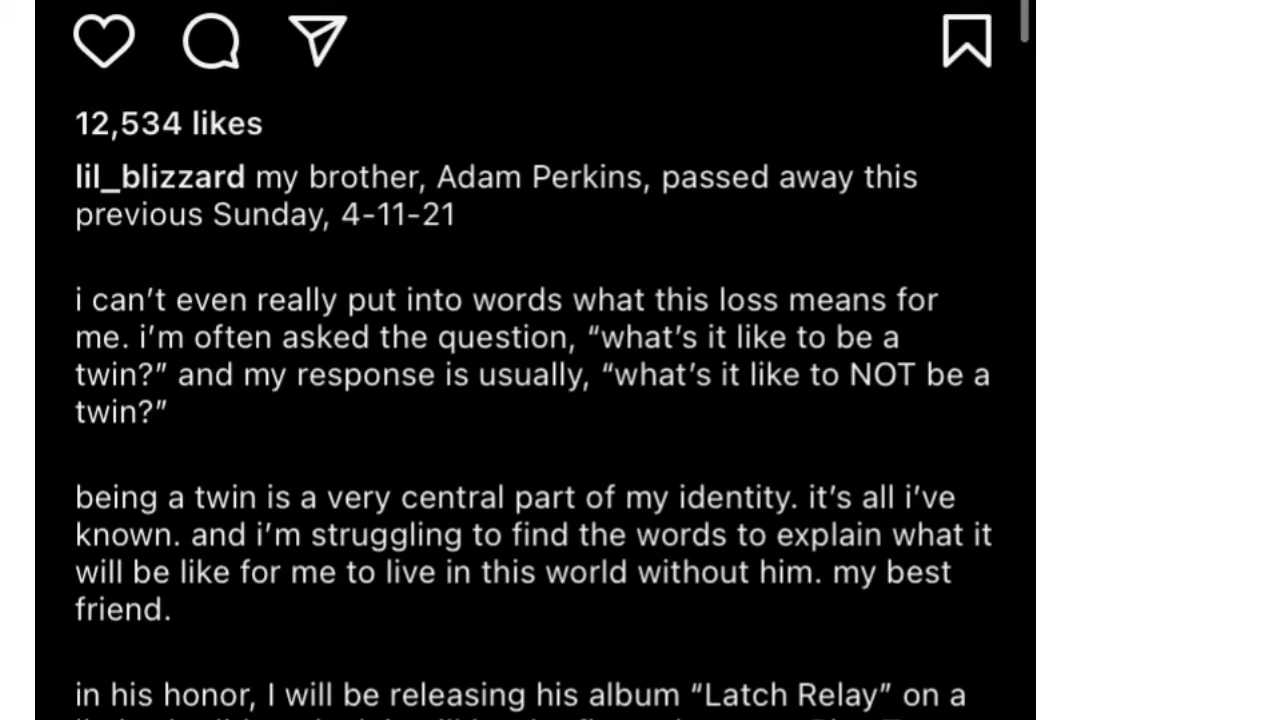 12,534 likes
lil_blizzard my brother, Adam Perkins, passed away this
previous Sunday, 4-11-21
i can’t even really put into words what this loss means for
me. i’m often asked the question, “what’s it like to be a
twin?” and my response is usually, “what’s it like to NOT be a
twin?”
being a twin is a very central part of my identity. it’s all i’ve
known. and i’m struggling to find the words to explain what it
will be like for me to live in this world without him. my best
friend.
in his honor, I will be releasing his album “Latch Relay” on a